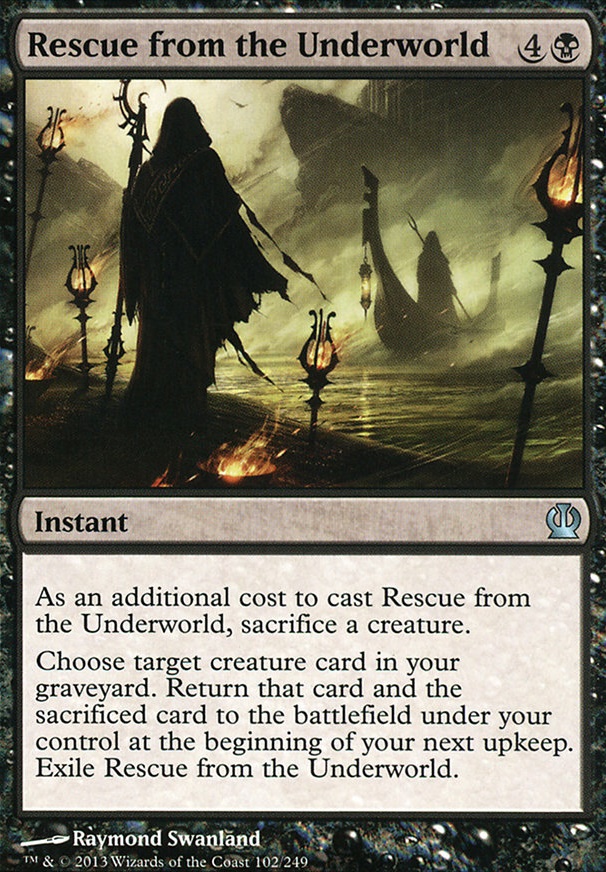 Rescue from the Underworld 4
Instant
As an additional cost to cast Rescue from
the Underworld, sacrifice a creature.
Choose target creature card in your
graveyard. Return that card and the
sacrificed card to the battlefield under your
control at the beginning of your next upkeep.
Exile Rescue from the Underworld.
Raymond Swanland
™ & © 2013 Wizards of the Coast 102/249